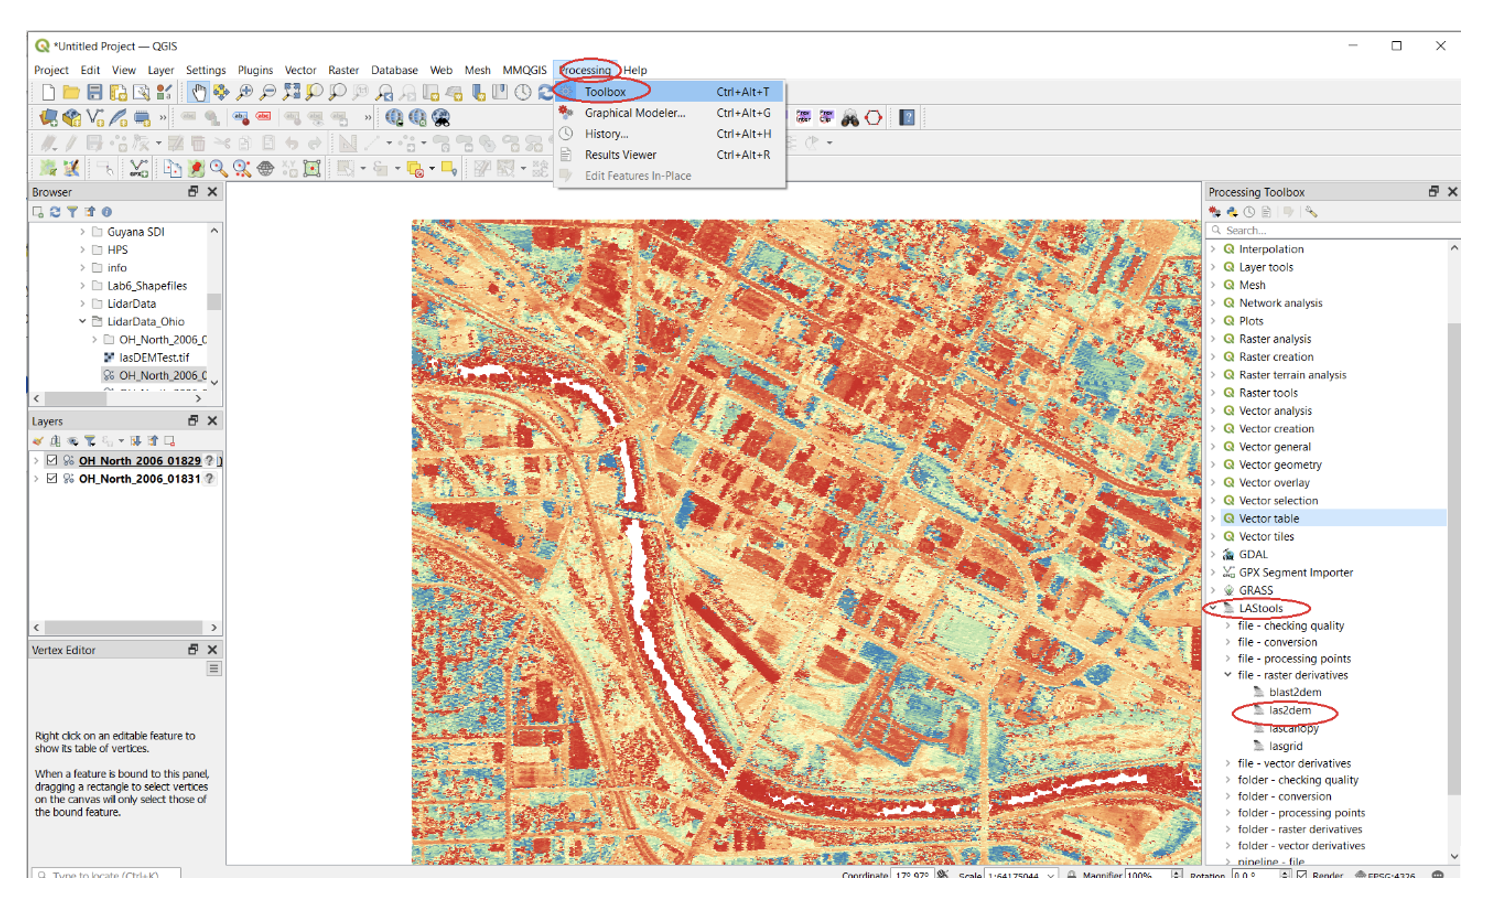 *Untitled Project — QGIS
Project Edit View Layer Settings Plugins Vector Raster Database Web Mesh MMQGIS Processing Help
Toolbox Ctrl+Alt+T
Graphical Modeler... Ctrl+Alt+G
History... Ctrl+Alt+H
Results Viewer Ctrl+Alt+R
Edit Features In-Place
Browser
Guyana SDI
HPS
info
Lab6_Shapefiles
LidarData
LidarData_Ohio
OH_North_2006_0
lasDEMTest.tif
OH_North_2006_0
Layers
OH_North_2006_01829
OH_North_2006_01831
Vertex Editor
Right click on an editable feature to
show its table of vertices.
When a feature is bound to this panel,
dragging a rectangle to select vertices
on the canvas will only select those of
the bound feature.
Processing Toolbox
Search...
Interpolation
Layer tools
Mesh
Network analysis
Plots
Raster analysis
Raster creation
Raster terrain analysis
Raster tools
Vector analysis
Vector creation
Vector general
Vector geometry
Vector overlay
Vector selection
Vector table
Vector tiles
GDAL
GPX Segment Importer
GRASS
LAStools
file - checking quality
file - conversion
file - processing points
file - raster derivatives
blast2dem
las2dem
lascanopy
lasgrid
file - vector derivatives
folder - checking quality
folder - conversion
folder - processing points
folder - raster derivatives
folder - vector derivatives
pipeline - file
Type to locate (Ctrl+K) Coordinate 17°,97° Scale 1:64175044 Magnifier 100% Rotation 0.0 ° Render EPSG:4326